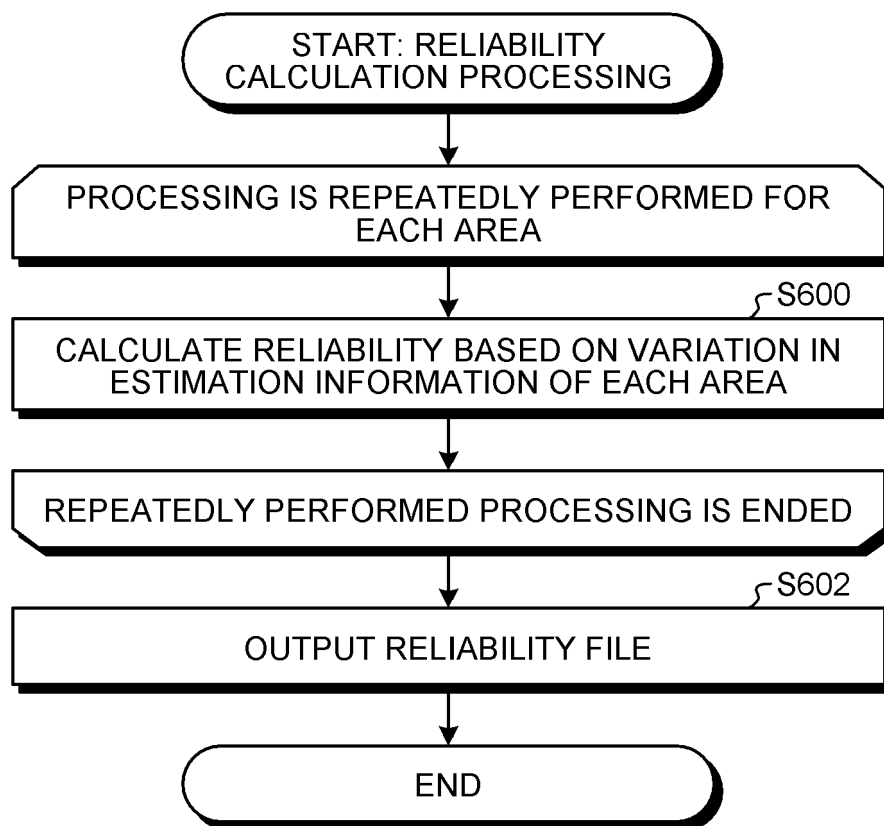 START: RELIABILITY
CALCULATION PROCESSING
PROCESSING IS REPEATEDLY PERFORMED FOR
EACH AREA
S600
CALCULATE RELIABILITY BASED ON VARIATION IN
ESTIMATION INFORMATION OF EACH AREA
REPEATEDLY PERFORMED PROCESSING IS ENDED
S602
OUTPUT RELIABILITY FILE
END